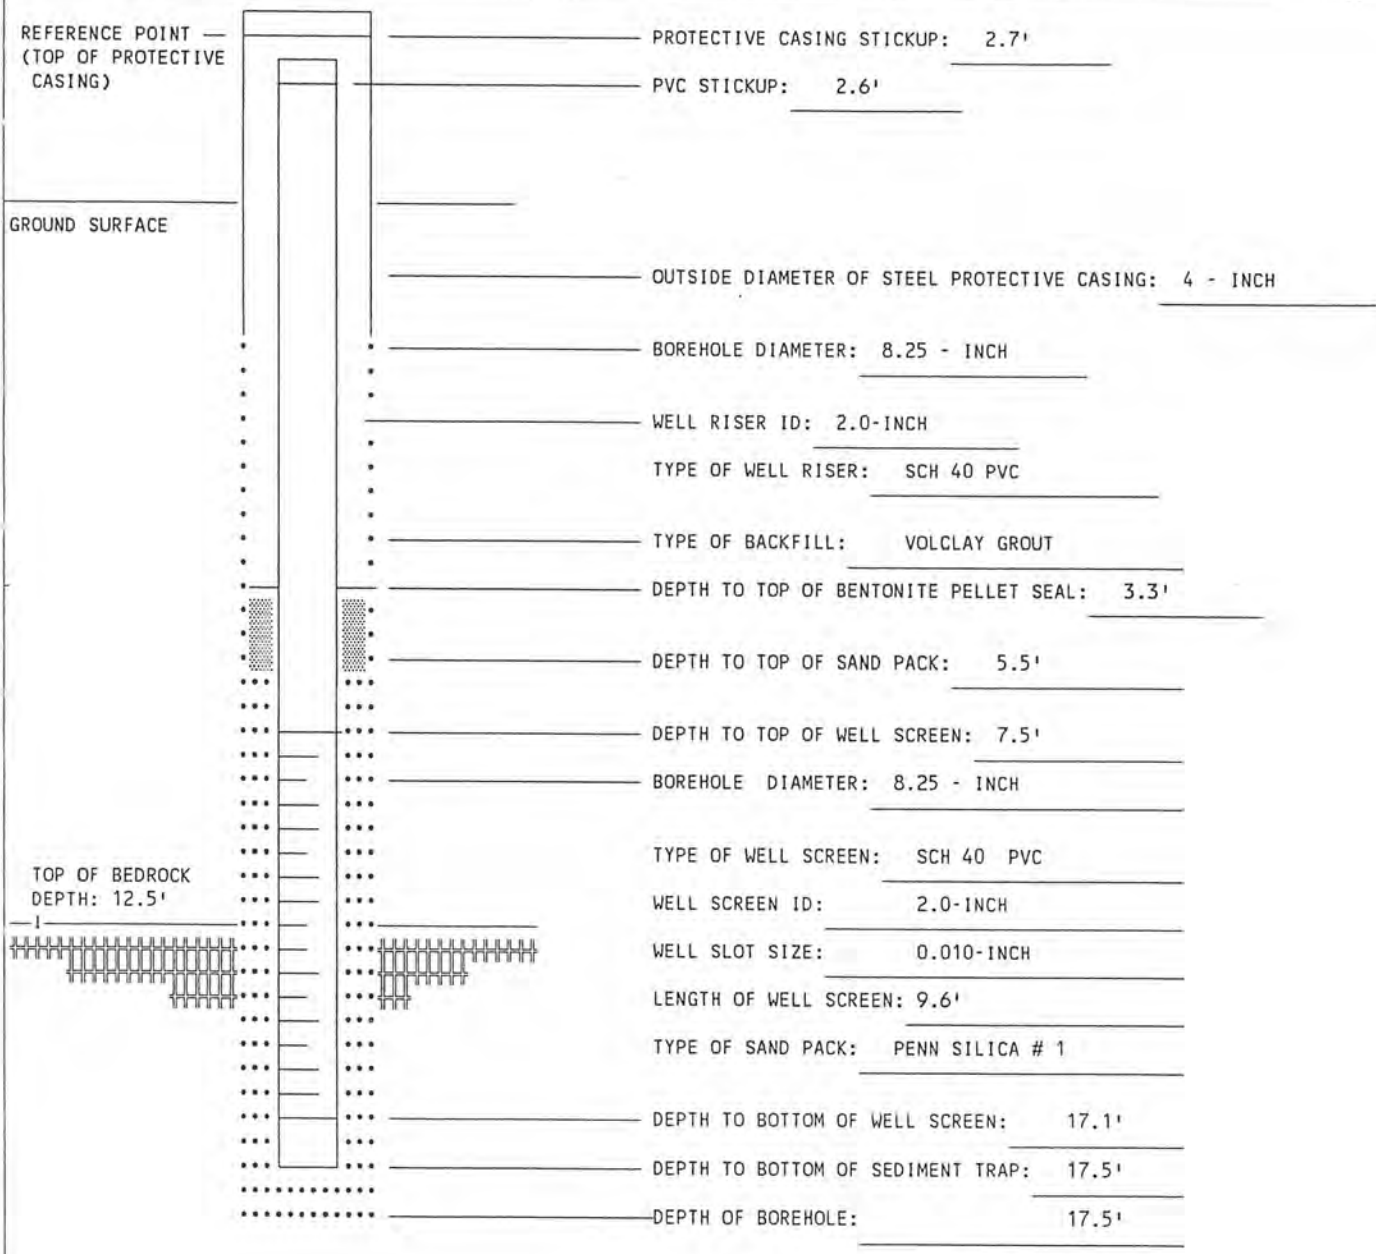 REFERENCE POINT
(TOP OF PROTECTIVE
CASING)
PROTECTIVE CASING STICKUP: 2.7'
PVC STICKUP: 2.6'
GROUND SURFACE
OUTSIDE DIAMETER OF STEEL PROTECTIVE CASING: 4 - INCH
BOREHOLE DIAMETER: 8.25 - INCH
WELL RISER ID: 2.0-INCH
TYPE OF WELL RISER: SCH 40 PVC
TYPE OF BACKFILL: VOLCLAY GROUT
DEPTH TO TOP OF BENTONITE PELLET SEAL: 3.3'
DEPTH TO TOP OF SAND PACK: 5.5'
DEPTH TO TOP OF WELL SCREEN: 7.5'
BOREHOLE DIAMETER: 8.25 - INCH
TYPE OF WELL SCREEN: SCH 40 PVC
TOP OF BEDROCK
DEPTH: 12.5'
WELL SCREEN ID: 2.0-INCH
WELL SLOT SIZE: 0.010-INCH
LENGTH OF WELL SCREEN: 9.6'
TYPE OF SAND PACK: PENN SILICA # 1
DEPTH TO BOTTOM OF WELL SCREEN: 17.1'
DEPTH TO BOTTOM OF SEDIMENT TRAP: 17.5'
DEPTH OF BOREHOLE: 17.5'